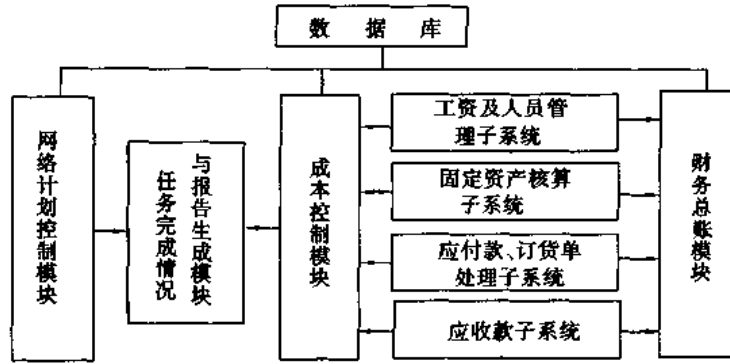 数据库
网络计划控制模块
任务完成情况
与报告生成模块
成本控制模块
工资及人员管
理子系统
固定资产核算
子系统
应付款、订货单
处理子系统
应收款子系统
财务总账模块